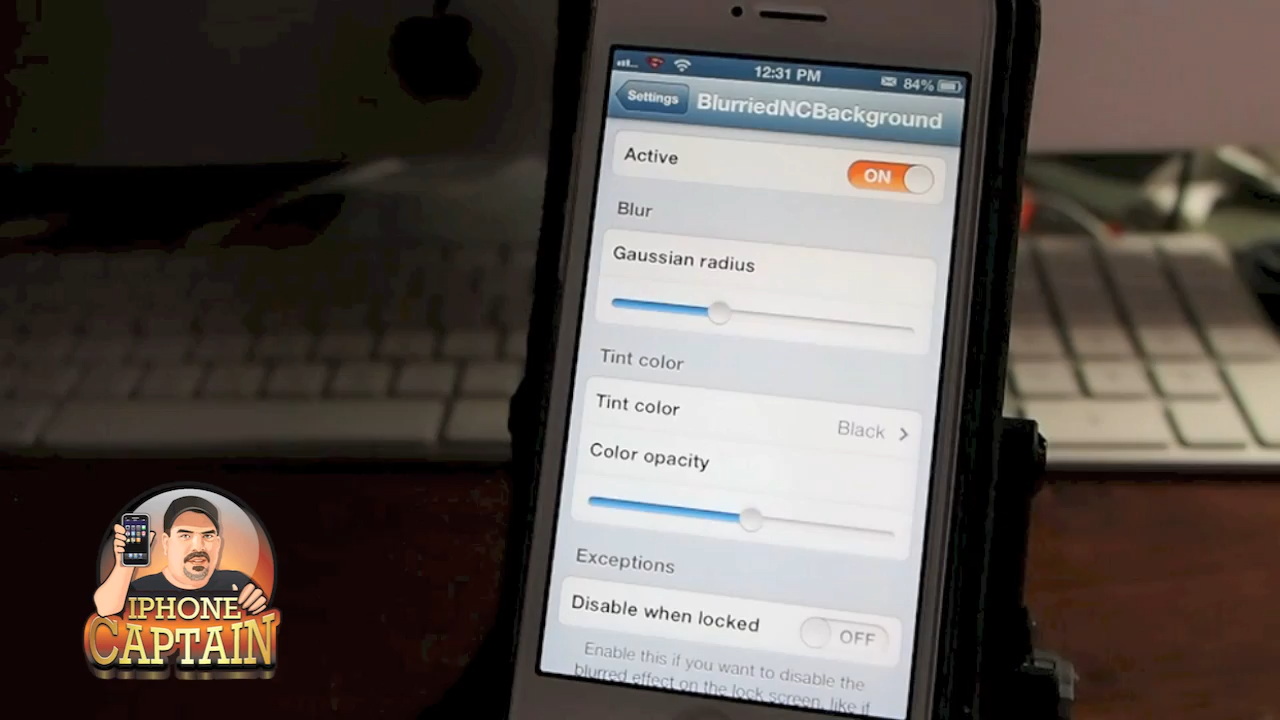 12:31 PM
84%
Settings
BlurriedNCBackground
Active
ON
Blur
Gaussian radius
Tint color
Tint color
Black
Color opacity
Exceptions
Disable when locked
OFF
Enable this if you want to disable the
blurred effect on the lock screen, like if
IPHONE
CAPTAIN